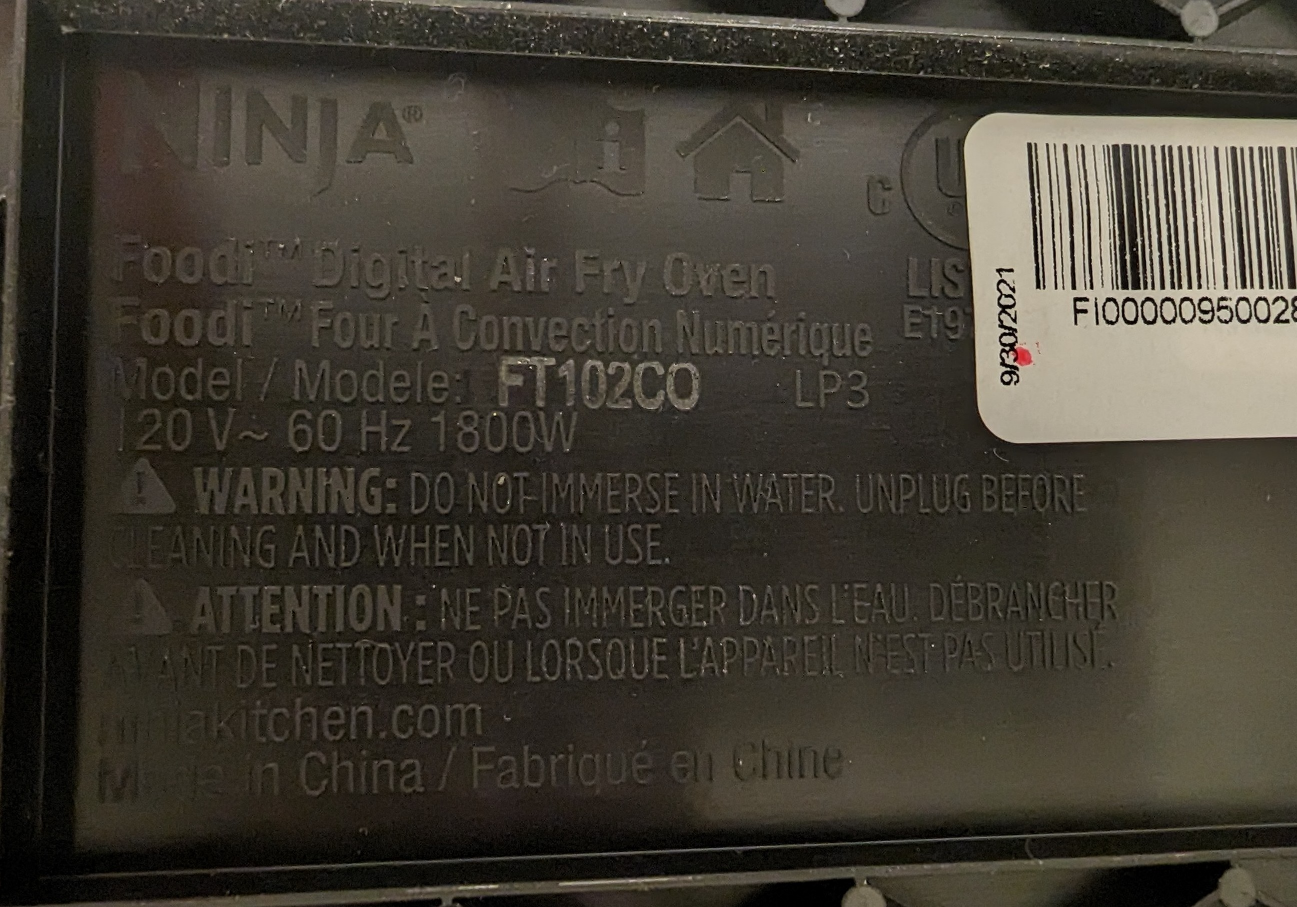 NINJA®
i
C U
Foodi™ Digital Air Fry Oven
LIS
Foodi™ Four À Convection Numérique
E19
Model / Modele: FT102CO LP3
120 V~ 60 Hz 1800W
WARNING: DO NOT IMMERSE IN WATER. UNPLUG BEFORE
CLEANING AND WHEN NOT IN USE.
ATTENTION : NE PAS IMMERGER DANS L'EAU. DÉBRANCHER
AVANT DE NETTOYER OU LORSQUE L'APPAREIL N'EST PAS UTILISÉ.
ninjakitchen.com
Made in China / Fabriqué en Chine
FI00000950028
9/30/2021